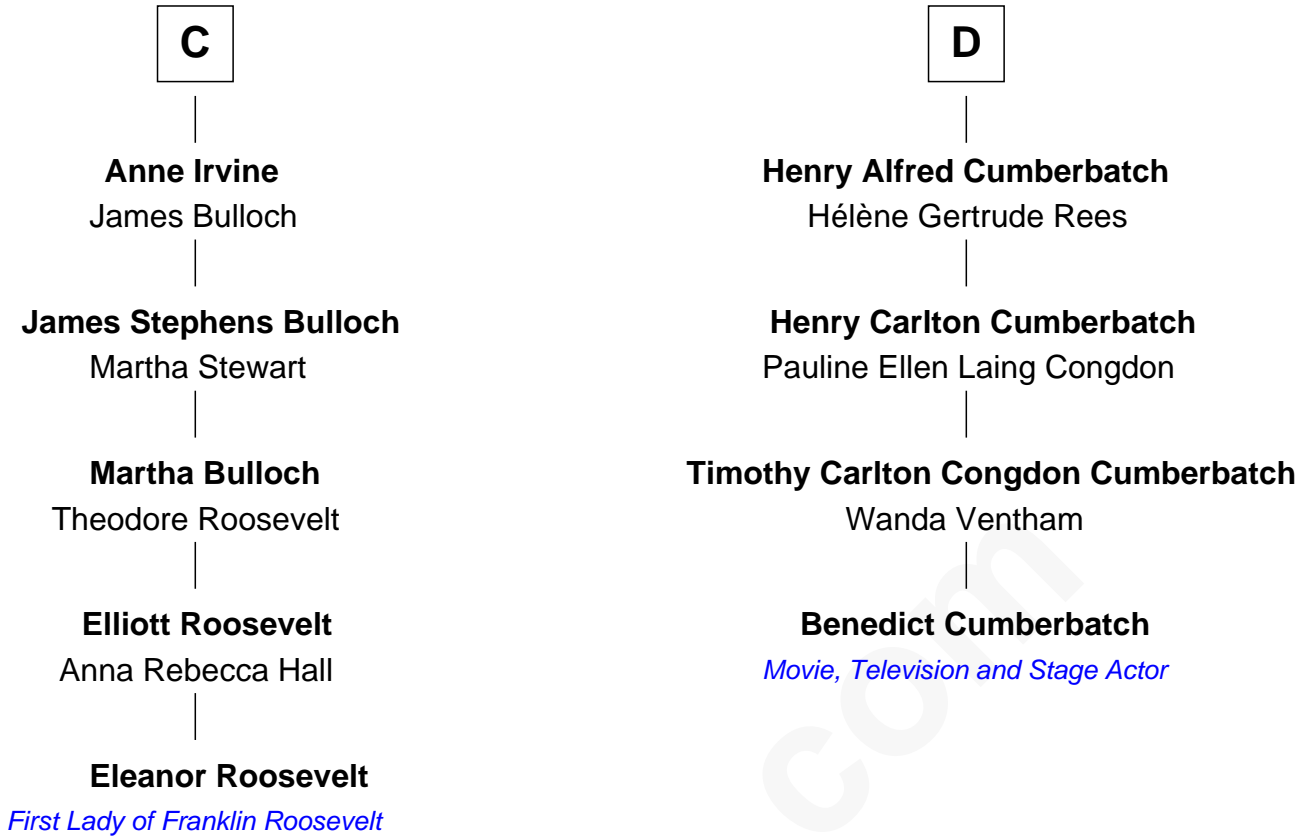 C
Anne Irvine
James Bulloch
James Stephens Bulloch
Martha Stewart
Martha Bulloch
Theodore Roosevelt
Elliott Roosevelt
Anna Rebecca Hall
Eleanor Roosevelt
First Lady of Franklin Roosevelt
D
Henry Alfred Cumberbatch
Hélène Gertrude Rees
Henry Carlton Cumberbatch
Pauline Ellen Laing Congdon
Timothy Carlton Congdon Cumberbatch
Wanda Ventham
Benedict Cumberbatch
Movie, Television and Stage Actor
com